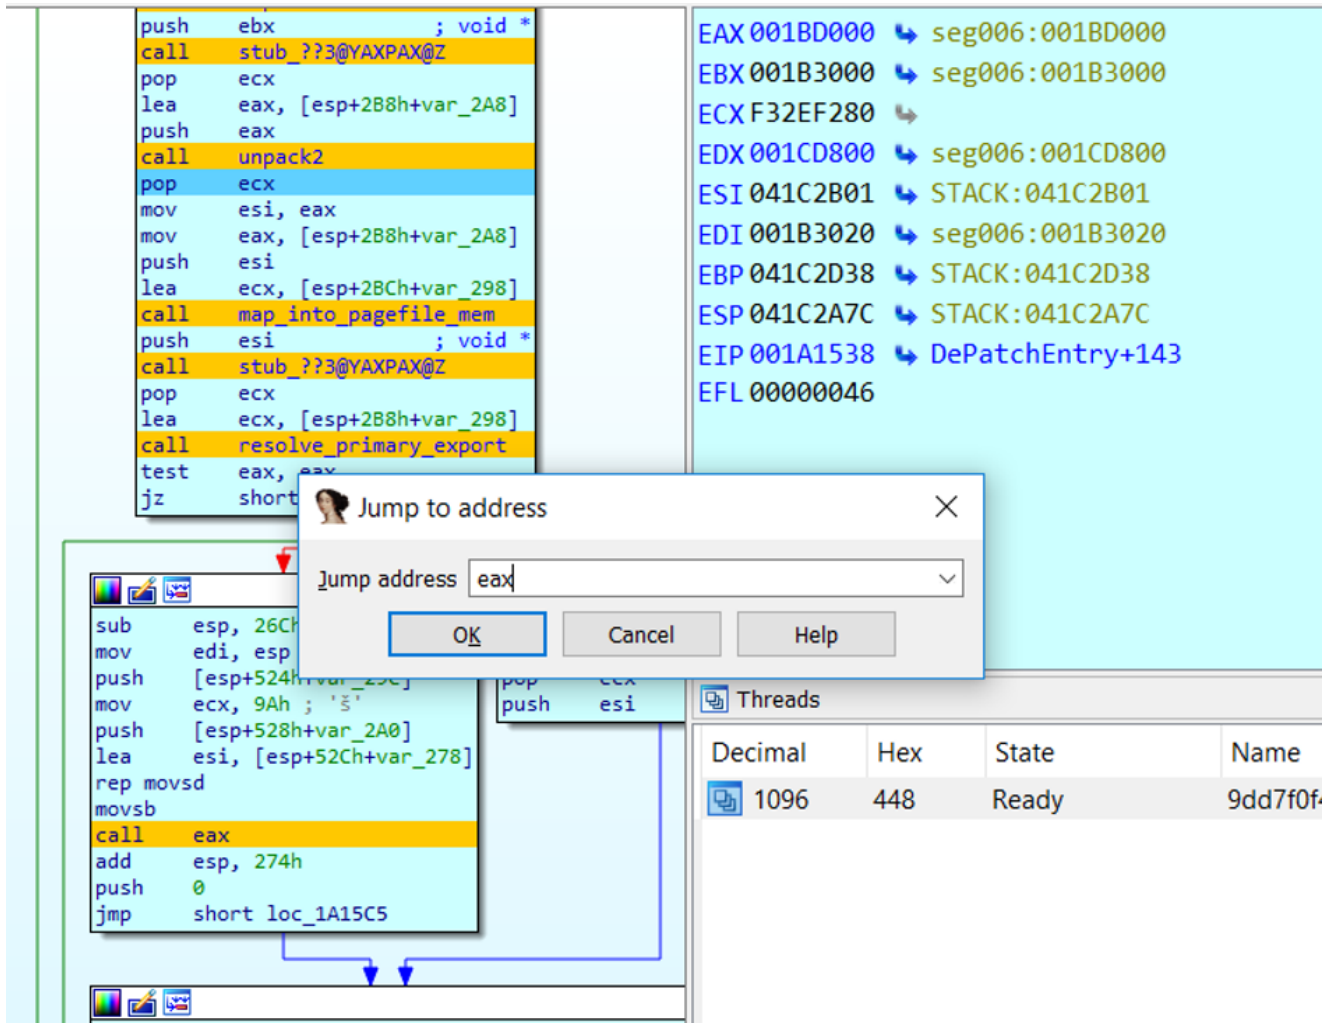 push ebx ; void *
call stub_??3@YAXPAX@Z
pop ecx
lea eax, [esp+2B8h+var_2A8]
push eax
call unpack2
pop ecx
mov esi, eax
mov eax, [esp+2B8h+var_2A8]
push esi
lea ecx, [esp+2BCh+var_298]
call map_into_pagefile_mem
push esi ; void *
call stub_??3@YAXPAX@Z
pop ecx
lea ecx, [esp+2B8h+var_298]
call resolve_primary_export
test eax, eax
jz short
EAX 001BD000 seg006:001BD000
EBX 001B3000 seg006:001B3000
ECX F32EF280
EDX 001CD800 seg006:001CD800
ESI 041C2B01 STACK:041C2B01
EDI 001B3020 seg006:001B3020
EBP 041C2D38 STACK:041C2D38
ESP 041C2A7C STACK:041C2A7C
EIP 001A1538 DePatchEntry+143
EFL 00000046
Jump to address
Jump address eax
OK Cancel Help
sub esp, 26Ch
mov edi, esp
push [esp+524h+var_29C]
mov ecx, 9Ah ; 'š'
push [esp+528h+var_2A0]
lea esi, [esp+52Ch+var_278]
rep movsd
movsb
call eax
add esp, 274h
push 0
jmp short loc_1A15C5
pop ecx
push esi
Threads
Decimal Hex State Name
1096 448 Ready 9dd7f0f4